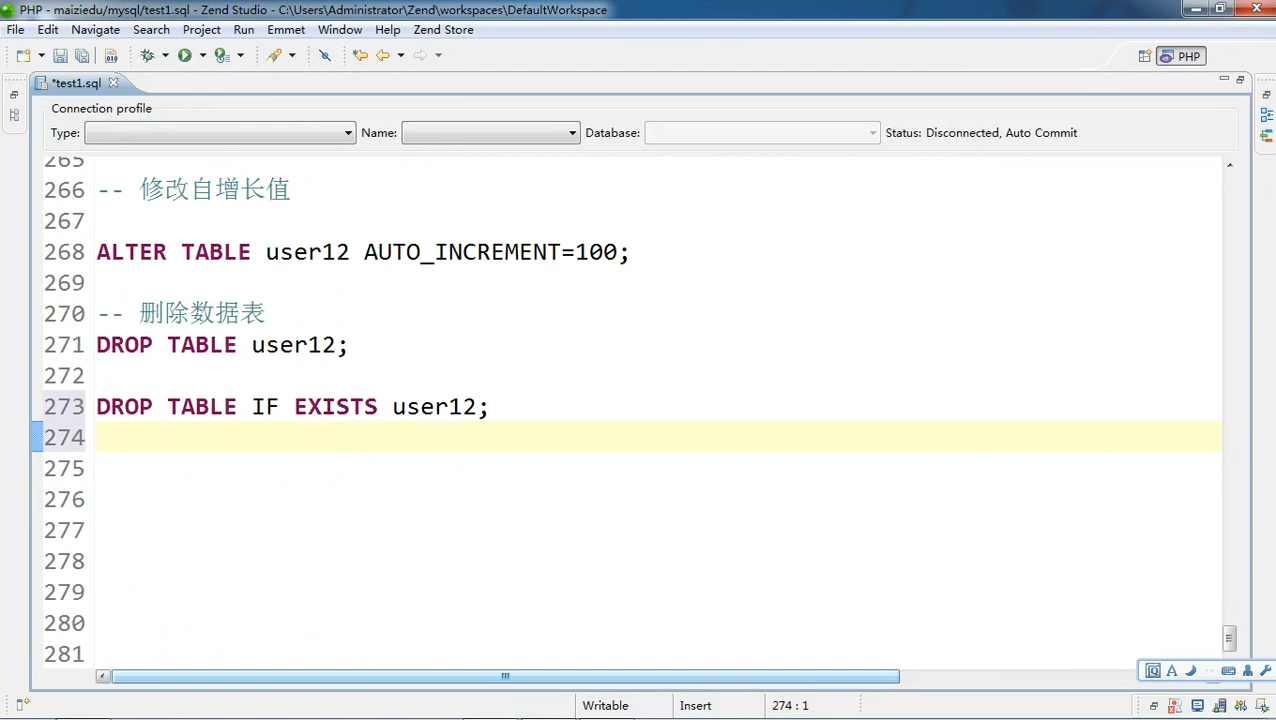 PHP - maiziedu/mysql/test1.sql - Zend Studio - C:\Users\Administrator\Zend\workspaces\DefaultWorkspace
File Edit Navigate Search Project Run Emmet Window Help Zend Store
PHP
*test1.sql
Connection profile
Type: Name: Database: Status: Disconnected, Auto Commit
265
266 -- 修改自增长值
267
268 ALTER TABLE user12 AUTO_INCREMENT=100;
269
270 -- 删除数据表
271 DROP TABLE user12;
272
273 DROP TABLE IF EXISTS user12;
274
275
276
277
278
279
280
281
Writable Insert 274 : 1